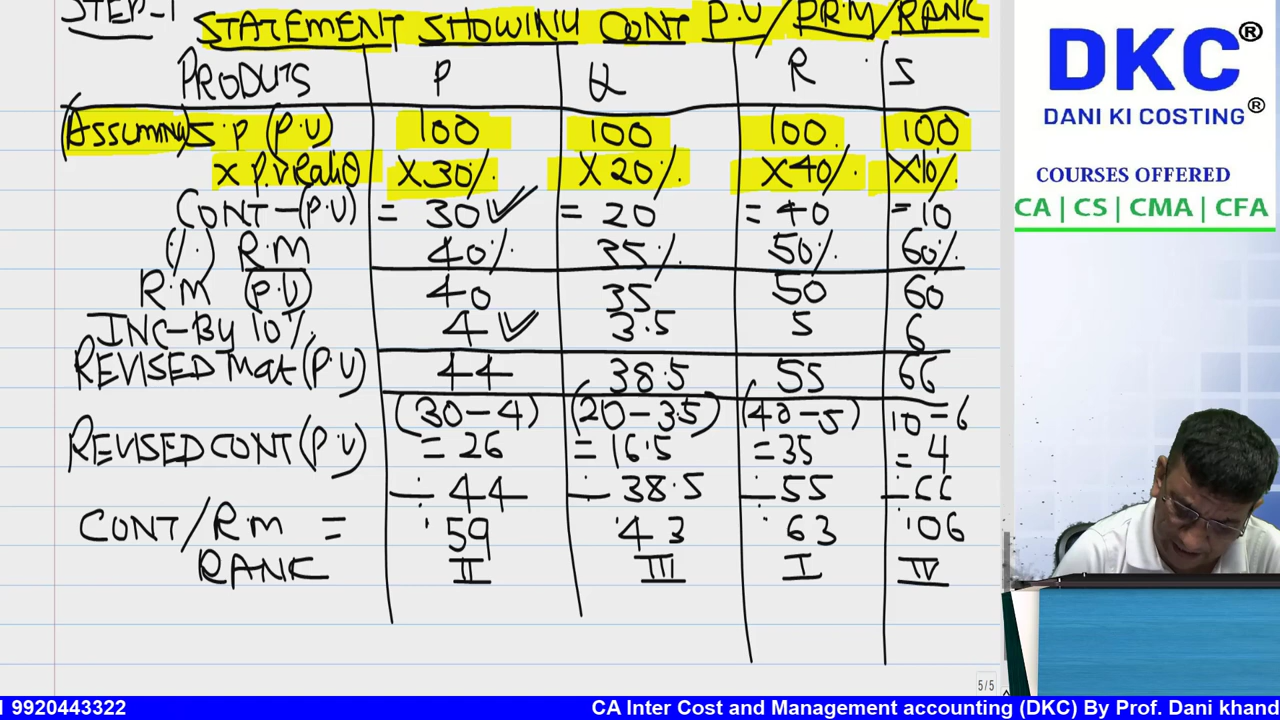 STEP-1
STATEMENT SHOWING CONT P.U/P.R.M/RANK
PRODUTS P Q R S
(ASSUMING S.P (P.U) 100 100 100 100
X P.V Ratio X30% X20% X40% X10%
CONT-(P.U) = 30 = 20 = 40 = 10
(%) R.M 40% 35% 50% 60%
R.M (P.U) 40 35 50 60
INC-By 10% 4 3.5 5 6
REVISED Mat(P.U) 44 38.5 55 66
(30-4) (20-3.5) (40-5) 10-6
REVISED CONT(P.U) = 26 = 16.5 = 35 = 4
÷ 44 ÷ 38.5 ÷ 55 ÷ 66
CONT/R.M = .59 .43 .63 .06
RANK II III I IV
5/5
DKC®
DANI KI COSTING®
COURSES OFFERED
CA | CS | CMA | CFA
9920443322 CA Inter Cost and Management accounting (DKC) By Prof. Dani khand